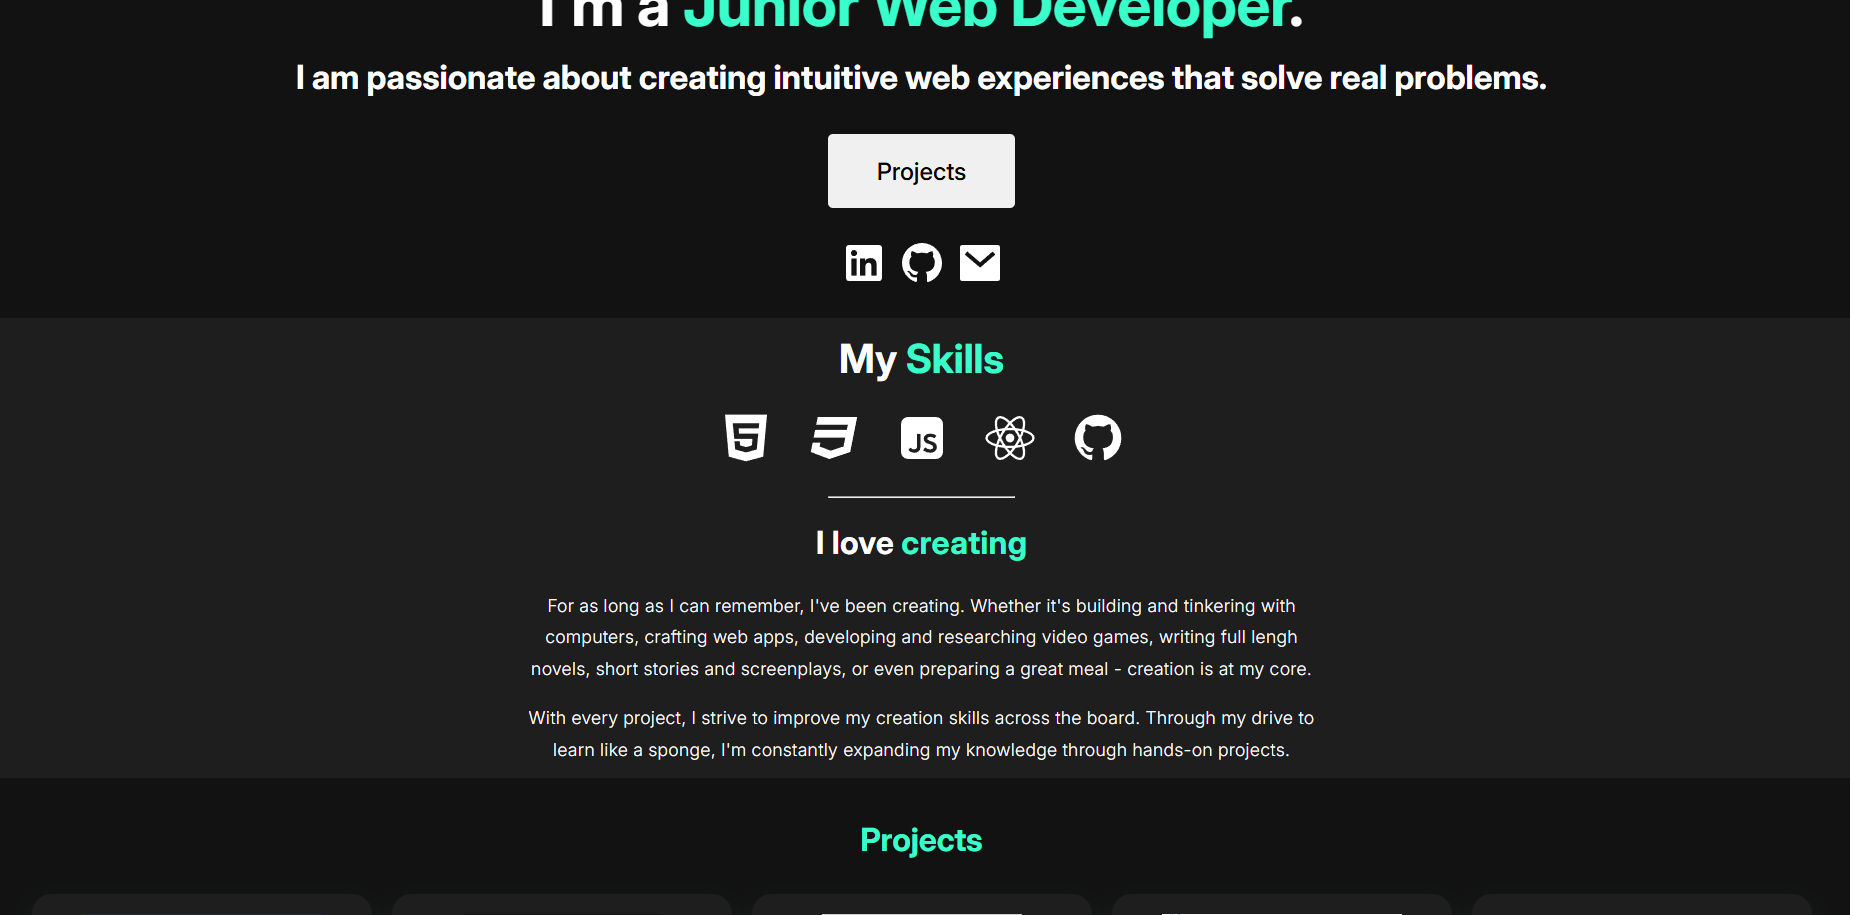 I'm a Junior Web Developer.
I am passionate about creating intuitive web experiences that solve real problems.
Projects
in
My Skills
5
JS
I love creating
For as long as I can remember, I've been creating. Whether it's building and tinkering with
computers, crafting web apps, developing and researching video games, writing full lengh
novels, short stories and screenplays, or even preparing a great meal - creation is at my core.
With every project, I strive to improve my creation skills across the board. Through my drive to
learn like a sponge, I'm constantly expanding my knowledge through hands-on projects.
Projects